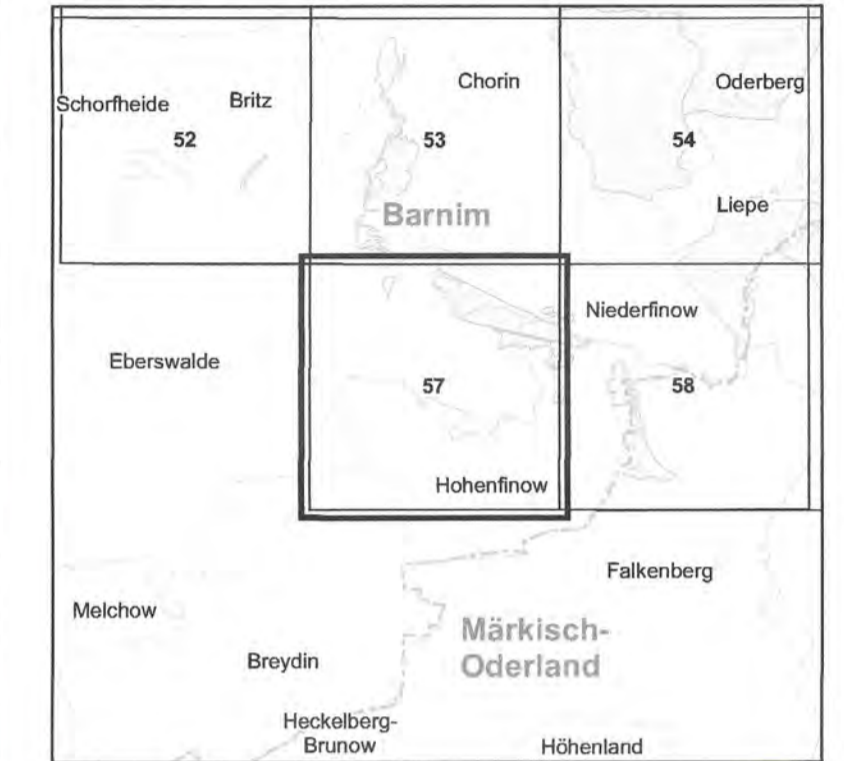 Chorin
Oderberg
Schorfheide
Britz
52
53
54
Barnim
Liepe
Niederfinow
Eberswalde
57
58
Hohenfinow
Falkenberg
Melchow
Märkisch-
Oderland
Breydin
Heckelberg-
Brunow
Höhenland